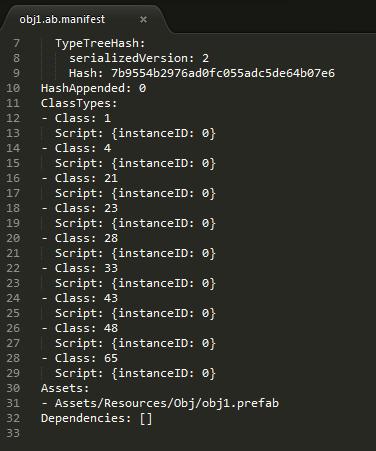 obj1.ab.manifest ×
7 TypeTreeHash:
8 serializedVersion: 2
9 Hash: 7b9554b2976ad0fc055adc5de64b07e6
10 HashAppended: 0
11 ClassTypes:
12 - Class: 1
13 Script: {instanceID: 0}
14 - Class: 4
15 Script: {instanceID: 0}
16 - Class: 21
17 Script: {instanceID: 0}
18 - Class: 23
19 Script: {instanceID: 0}
20 - Class: 28
21 Script: {instanceID: 0}
22 - Class: 33
23 Script: {instanceID: 0}
24 - Class: 43
25 Script: {instanceID: 0}
26 - Class: 48
27 Script: {instanceID: 0}
28 - Class: 65
29 Script: {instanceID: 0}
30 Assets:
31 - Assets/Resources/Obj/obj1.prefab
32 Dependencies: []
33